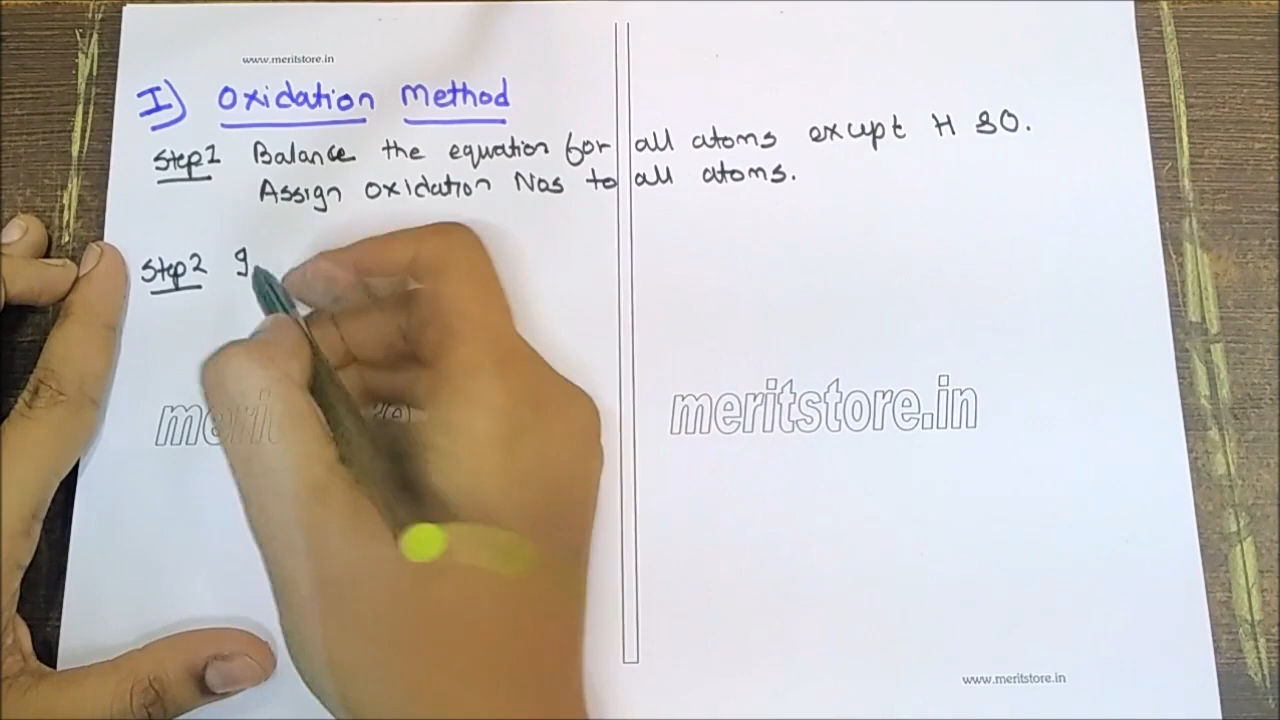 www.meritstore.in
I) Oxidation Method
Step1 Balance the equation for all atoms except H & O.
Assign oxidation Nos to all atoms.
Step2
meritstore.in
www.meritstore.in